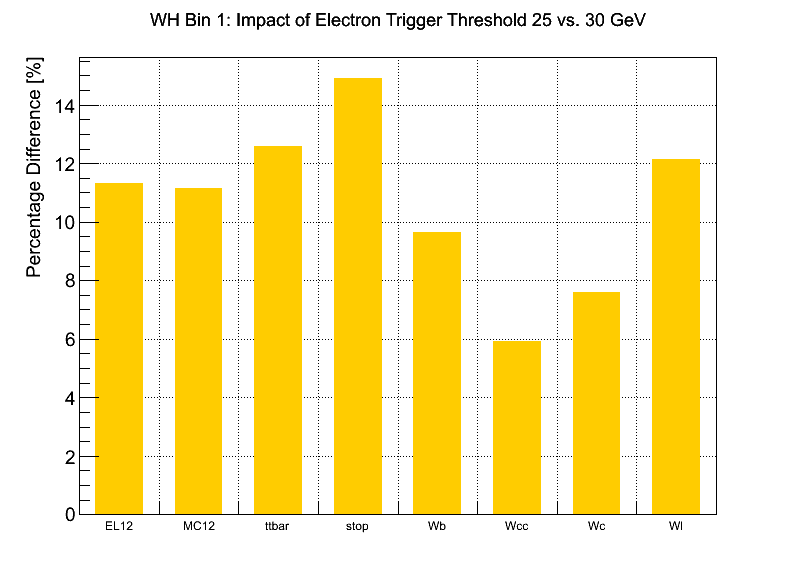 WH Bin 1: Impact of Electron Trigger Threshold 25 vs. 30 GeV
Percentage Difference [%]
14
12
10
8
6
4
2
0
EL12 MC12 ttbar stop Wb Wcc Wc Wl